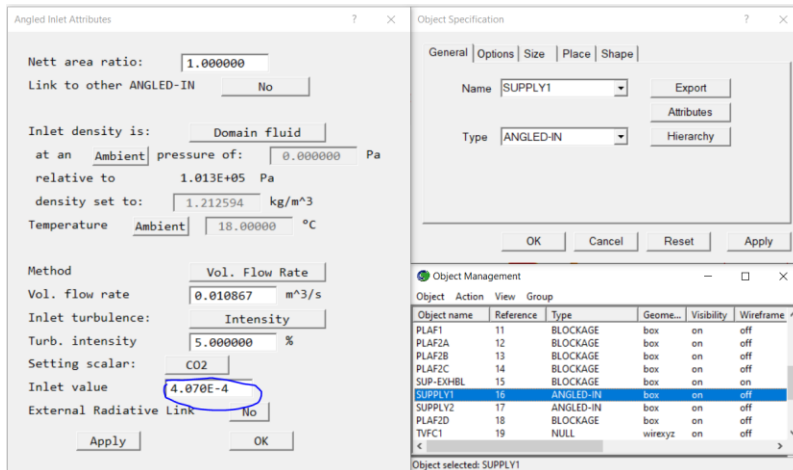 Angled Inlet Attributes ? ×
Nett area ratio: 1.000000
Link to other ANGLED-IN No
Inlet density is: Domain fluid
at an Ambient pressure of: 0.000000 Pa
relative to 1.013E+05 Pa
density set to: 1.212594 kg/m^3
Temperature Ambient 18.00000 °C
Method Vol. Flow Rate
Vol. flow rate 0.010867 m^3/s
Inlet turbulence: Intensity
Turb. intensity 5.000000 %
Setting scalar: CO2
Inlet value 4.070E-4
External Radiative Link No
Apply OK
Object Specification ? ×
General Options Size Place Shape
Name SUPPLY1 Export
Attributes
Type ANGLED-IN Hierarchy
OK Cancel Reset Apply
Object Management
Object Action View Group
Object name Reference Type Geome... Visibility Wireframe
PLAF1 11 BLOCKAGE box on off
PLAF2A 12 BLOCKAGE box on off
PLAF2B 13 BLOCKAGE box on off
PLAF2C 14 BLOCKAGE box on off
SUP-EXHBL 15 BLOCKAGE box on on
SUPPLY1 16 ANGLED-IN box on off
SUPPLY2 17 ANGLED-IN box on off
PLAF2D 18 BLOCKAGE box on off
TVFC1 19 NULL wirexyz on off
Object selected: SUPPLY1